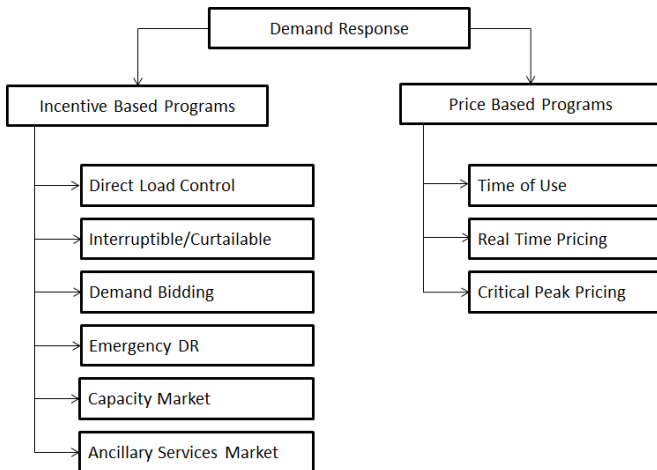 Demand Response
Incentive Based Programs
Price Based Programs
Direct Load Control
Interruptible/Curtailable
Demand Bidding
Emergency DR
Capacity Market
Ancillary Services Market
Time of Use
Real Time Pricing
Critical Peak Pricing